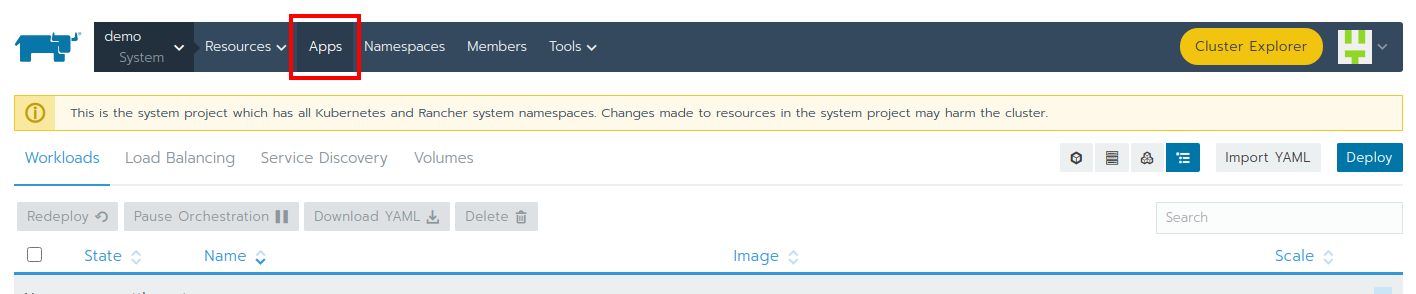 demo
System
Resources
Apps
Namespaces
Members
Tools
Cluster Explorer
This is the system project which has all Kubernetes and Rancher system namespaces. Changes made to resources in the system project may harm the cluster.
Workloads
Load Balancing
Service Discovery
Volumes
Import YAML
Deploy
Redeploy
Pause Orchestration
Download YAML
Delete
Search
State
Name
Image
Scale